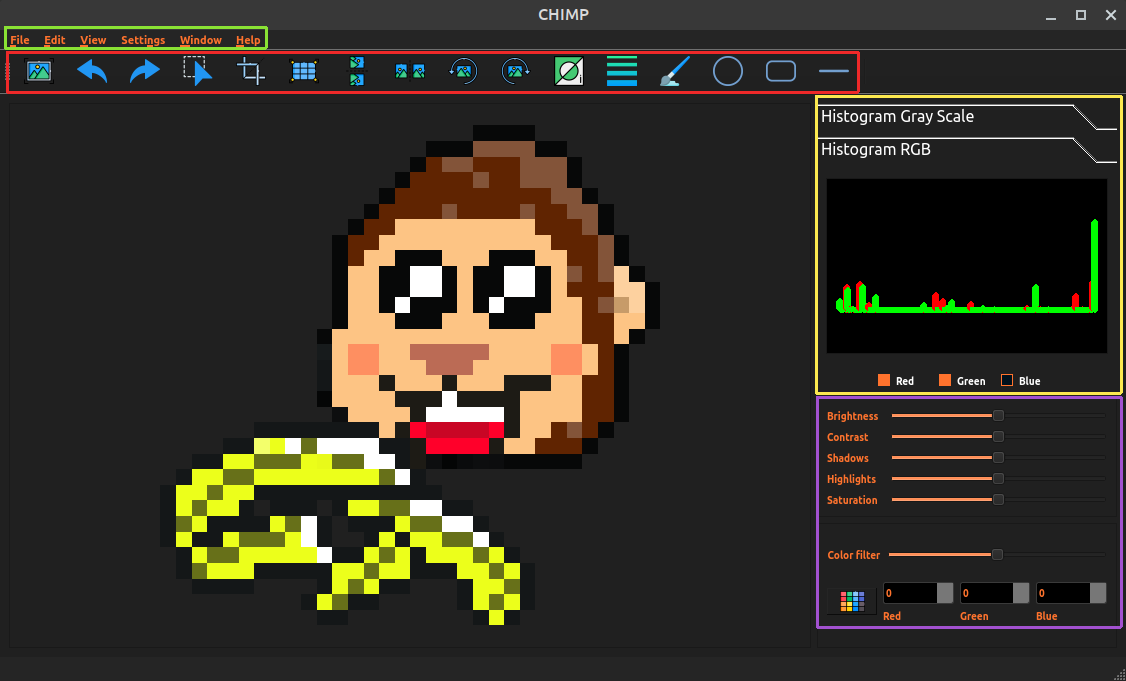 CHIMP
File Edit View Settings Window Help
Histogram Gray Scale
Histogram RGB
Red Green Blue
Brightness
Contrast
Shadows
Highlights
Saturation
Color filter
0 0 0
Red Green Blue